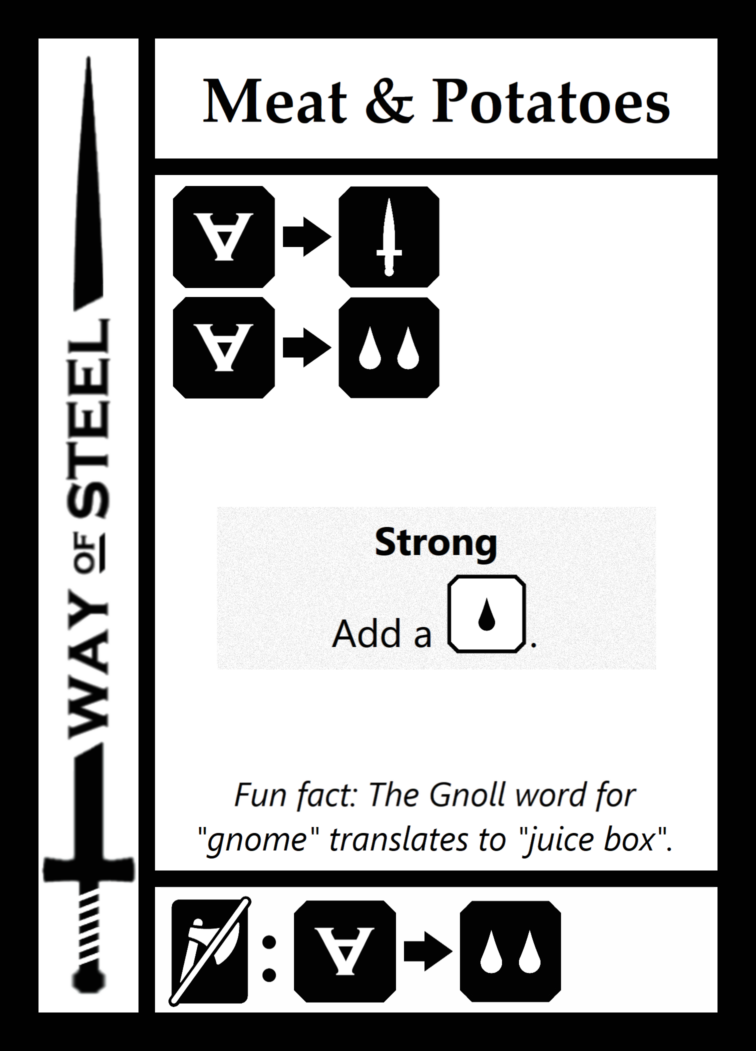 Meat & Potatoes
WAY OF STEEL
∀
∀
Strong
Add a .
Fun fact: The Gnoll word for
"gnome" translates to "juice box".
: ∀